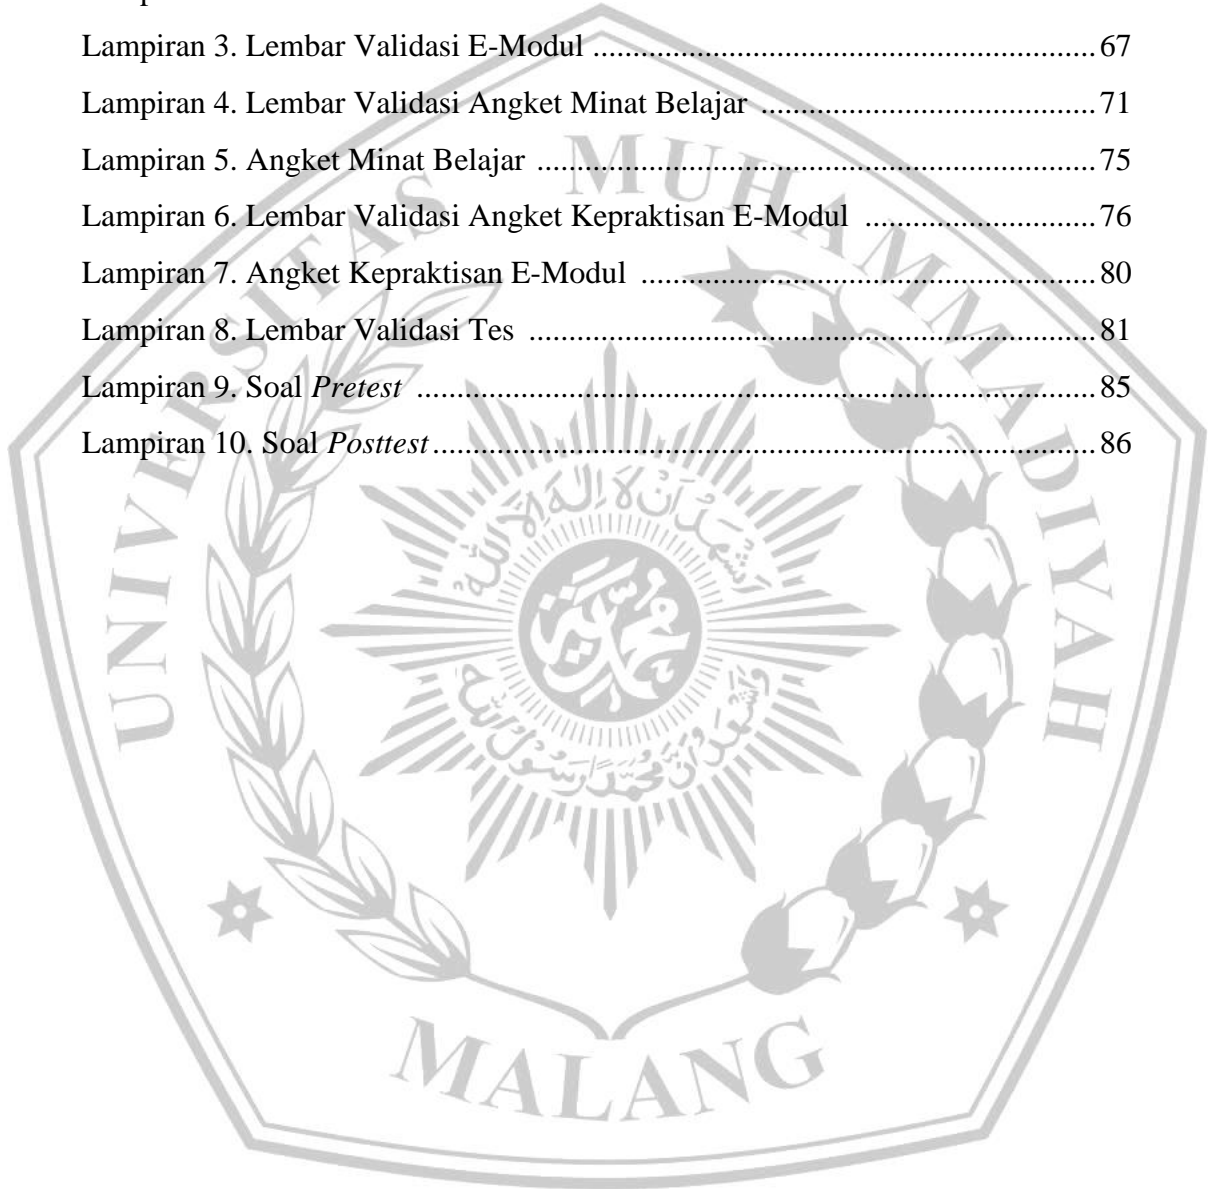 Lampiran 3. Lembar Validasi E-Modul ................................................................ 67
Lampiran 4. Lembar Validasi Angket Minat Belajar ........................................... 71
Lampiran 5. Angket Minat Belajar ....................................................................... 75
Lampiran 6. Lembar Validasi Angket Kepraktisan E-Modul ............................. 76
Lampiran 7. Angket Kepraktisan E-Modul .......................................................... 80
Lampiran 8. Lembar Validasi Tes ........................................................................ 81
Lampiran 9. Soal Pretest ...................................................................................... 85
Lampiran 10. Soal Posttest .................................................................................... 86
UNIVERSITAS MUHAMMADIYAH
MALANG